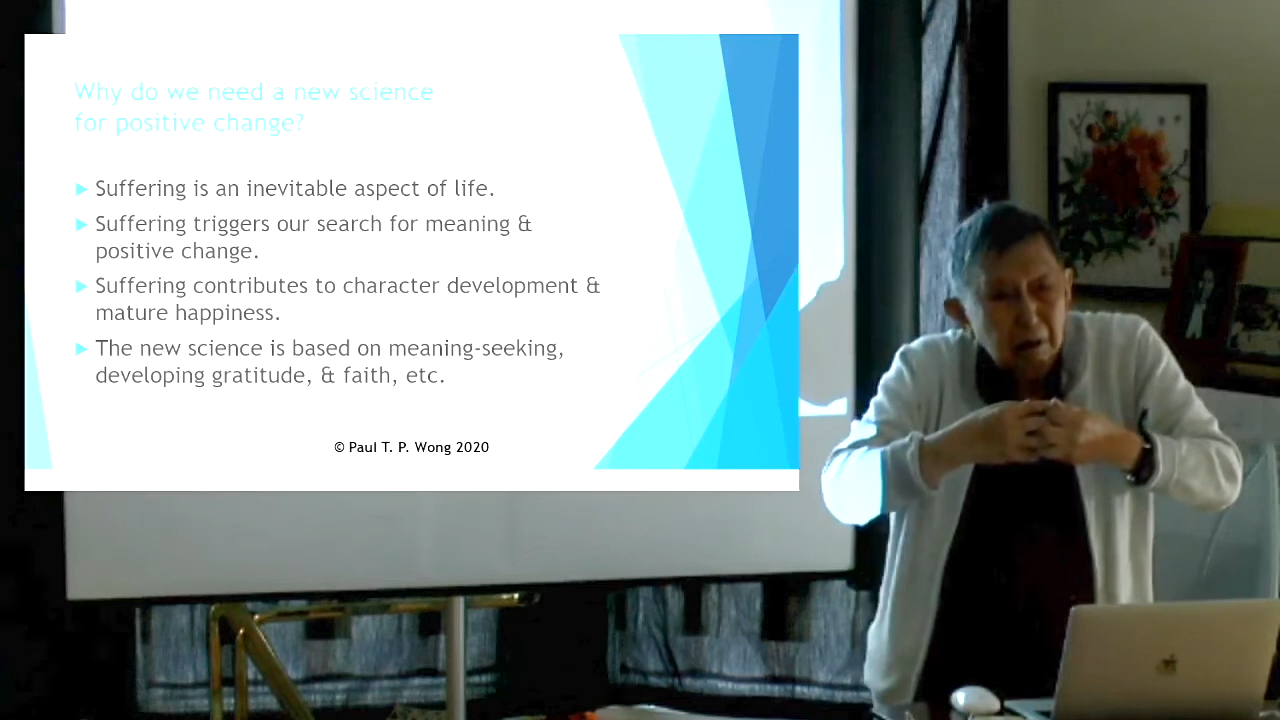 Why do we need a new science
for positive change?
Suffering is an inevitable aspect of life.
Suffering triggers our search for meaning &
positive change.
Suffering contributes to character development &
mature happiness.
The new science is based on meaning-seeking,
developing gratitude, & faith, etc.
© Paul T. P. Wong 2020